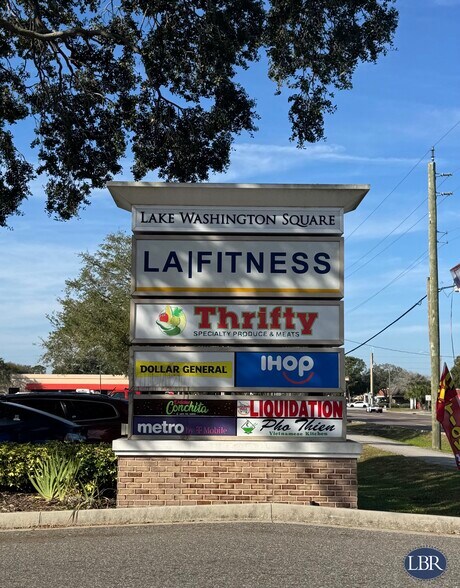 LAKE WASHINGTON SQUARE
LA|FITNESS
Thrifty
SPECIALTY PRODUCE & MEATS
DOLLAR GENERAL
IHOP
Conchita
metro by T-Mobile
LIQUIDATION
Pho Thien
Vietnamese Kitchen
LBR